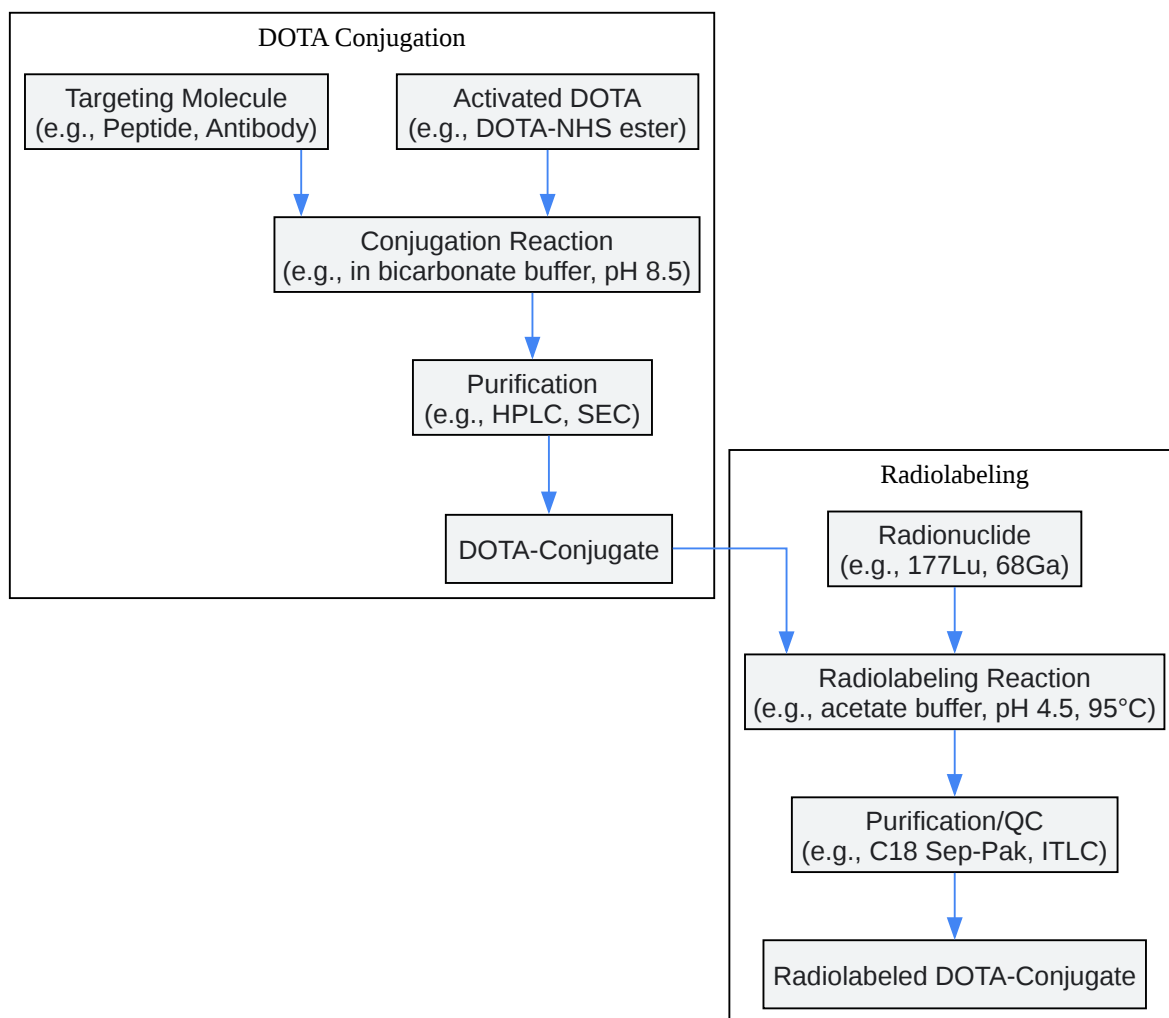 DOTA Conjugation
Targeting Molecule
(e.g., Peptide, Antibody)
Activated DOTA
(e.g., DOTA-NHS ester)
Conjugation Reaction
(e.g., in bicarbonate buffer, pH 8.5)
Purification
(e.g., HPLC, SEC)
DOTA-Conjugate
Radiolabeling
Radionuclide
(e.g., 177Lu, 68Ga)
Radiolabeling Reaction
(e.g., acetate buffer, pH 4.5, 95°C)
Purification/QC
(e.g., C18 Sep-Pak, ITLC)
Radiolabeled DOTA-Conjugate